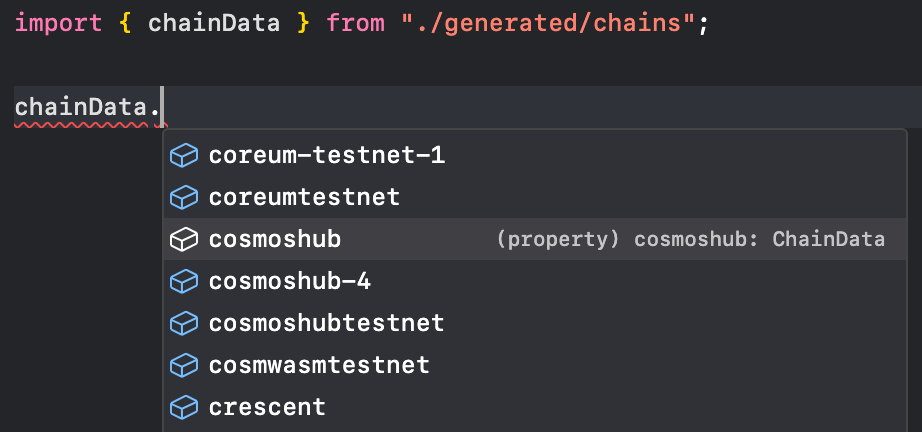 import { chainData } from "./generated/chains";
chainData.
coreum-testnet-1
coreumtestnet
cosmoshub (property) cosmoshub: ChainData
cosmoshub-4
cosmoshubtestnet
cosmwasmtestnet
crescent